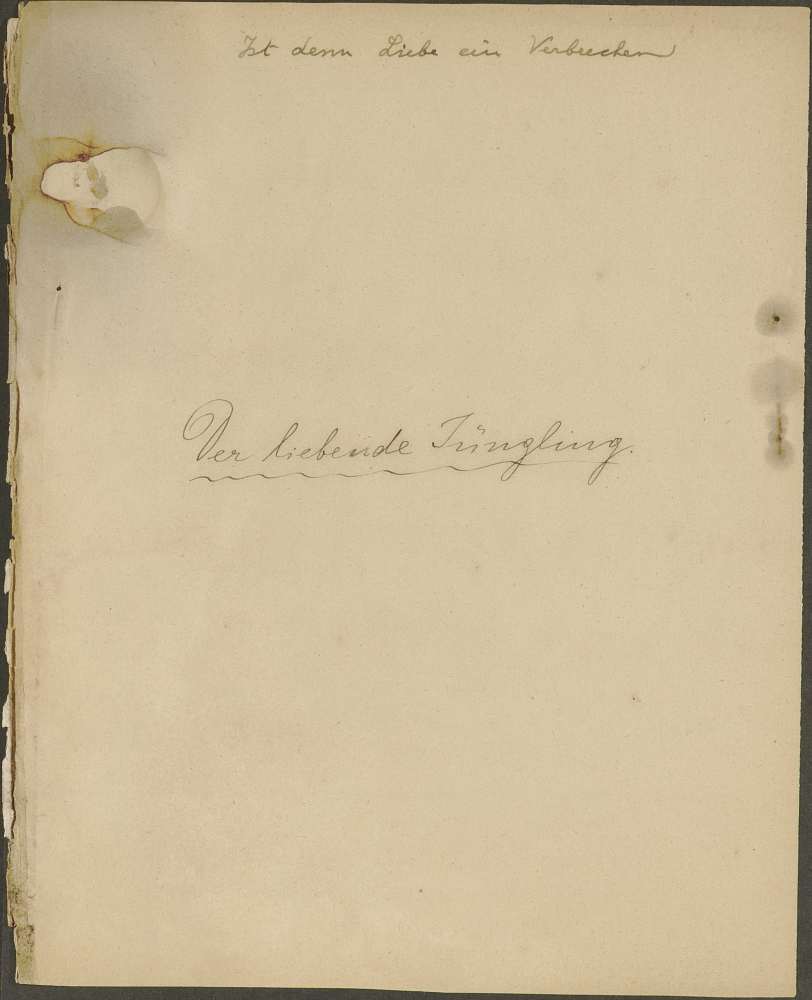 Ist denn Liebe ein Verbrechen
Der liebende Jüngling.